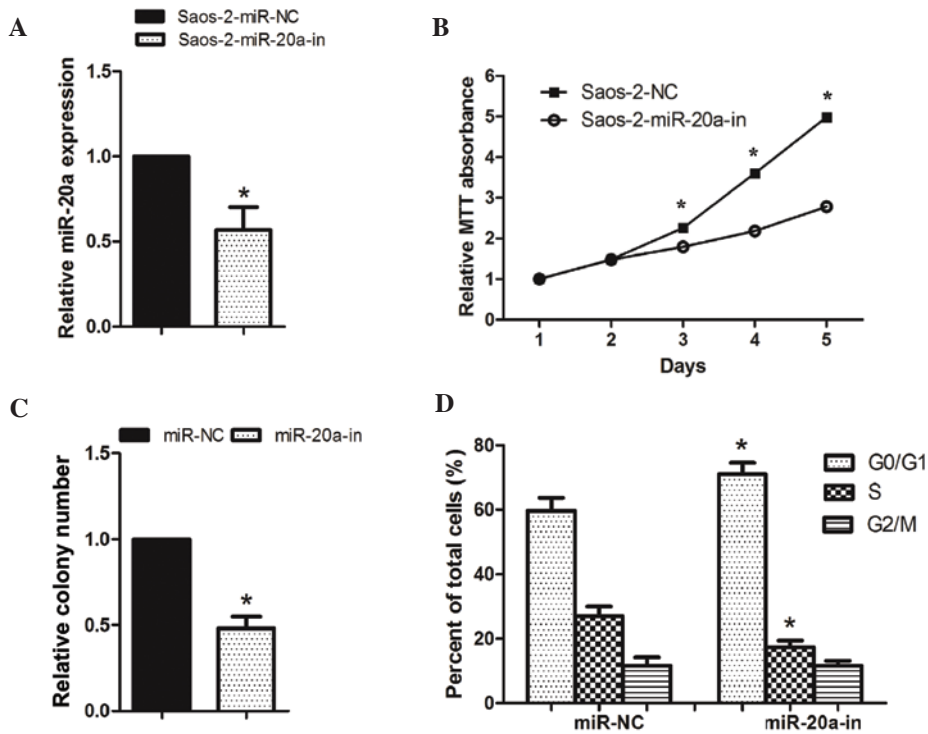 A
Saos-2-miR-NC
Saos-2-miR-20a-in
Relative miR-20a expression
1.5
1.0
0.5
0.0
*
B
Saos-2-NC
Saos-2-miR-20a-in
Relative MTT absorbance
6
5
4
3
2
1
0
*
*
*
1 2 3 4 5
Days
C
miR-NC miR-20a-in
Relative colony number
1.5
1.0
0.5
0.0
*
D
G0/G1
S
G2/M
Percent of total cells (%)
80
60
40
20
0
*
*
miR-NC miR-20a-in